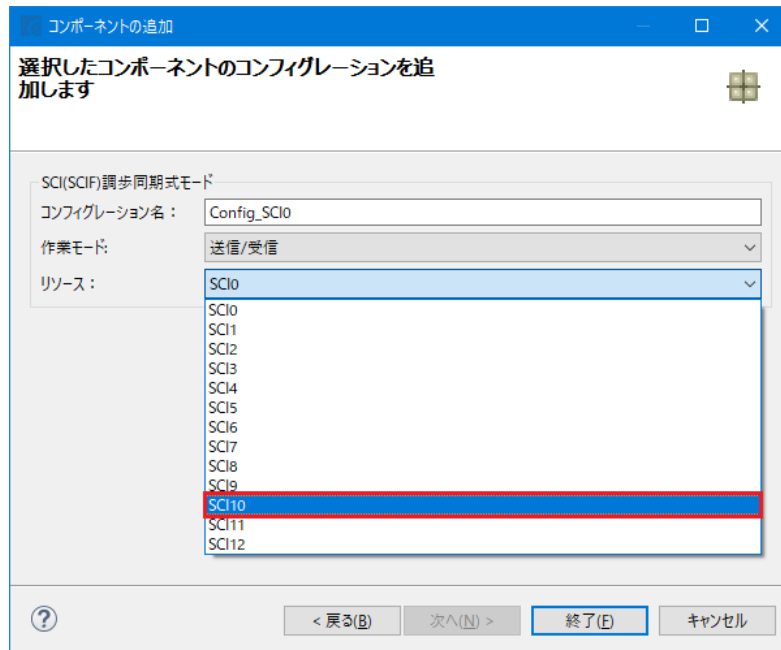 コンポーネントの追加
選択したコンポーネントのコンフィグレーションを追
加します
SCI(SCIF)調歩同期式モード
コンフィグレーション名： Config_SCI0
作業モード: 送信/受信
リソース： SCI0
SCI0
SCI1
SCI2
SCI3
SCI4
SCI5
SCI6
SCI7
SCI8
SCI9
SCI10
SCI11
SCI12
? < 戻る(B) 次へ(N) > 終了(F) キャンセル